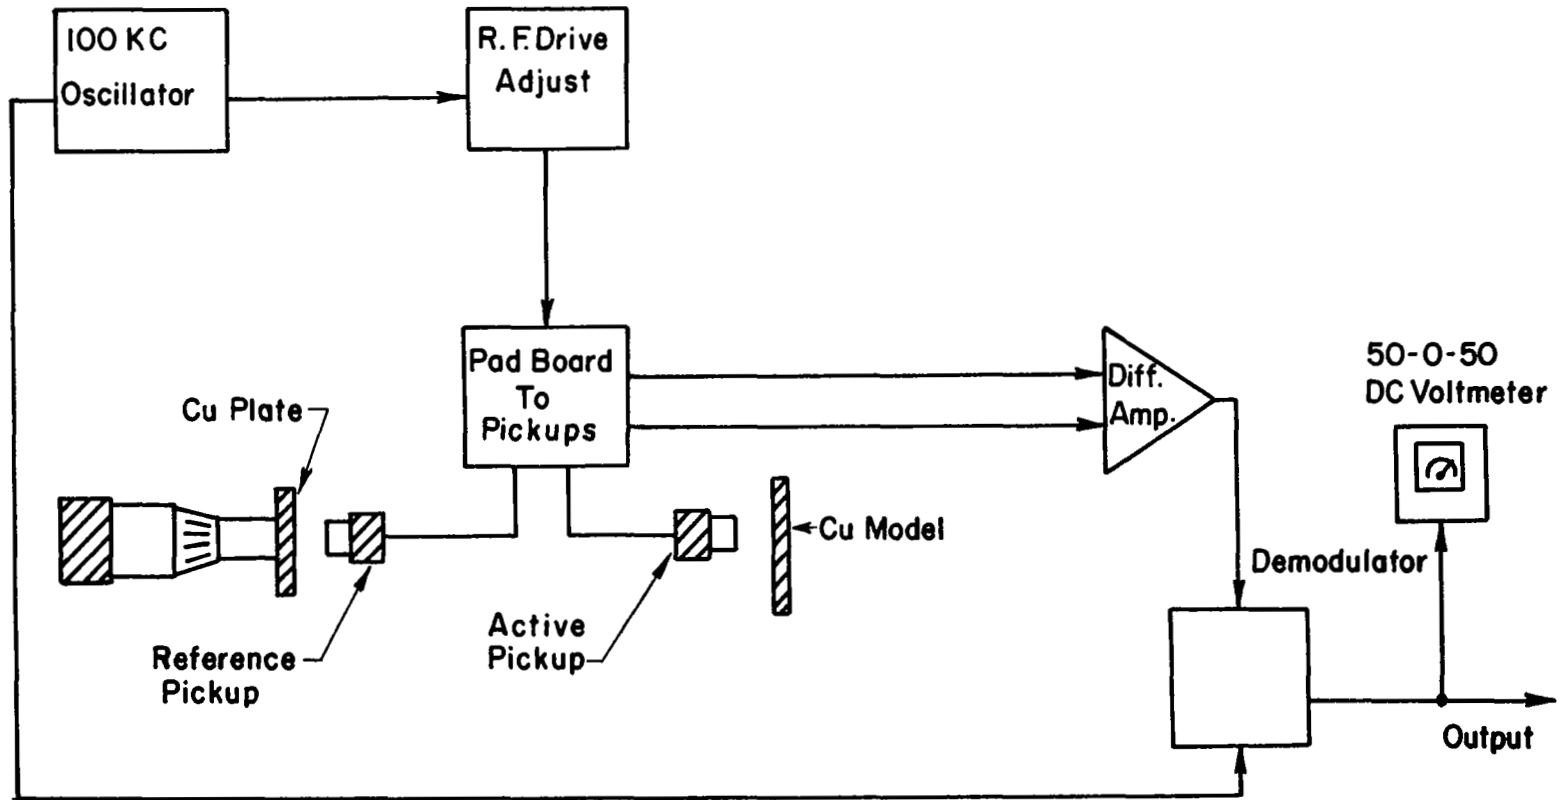 100 KC
Oscillator
R. F. Drive
Adjust
Pad Board
To
Pickups
Diff.
Amp.
50-0-50
DC Voltmeter
Cu Plate
Cu Model
Demodulator
Reference
Pickup
Active
Pickup
Output